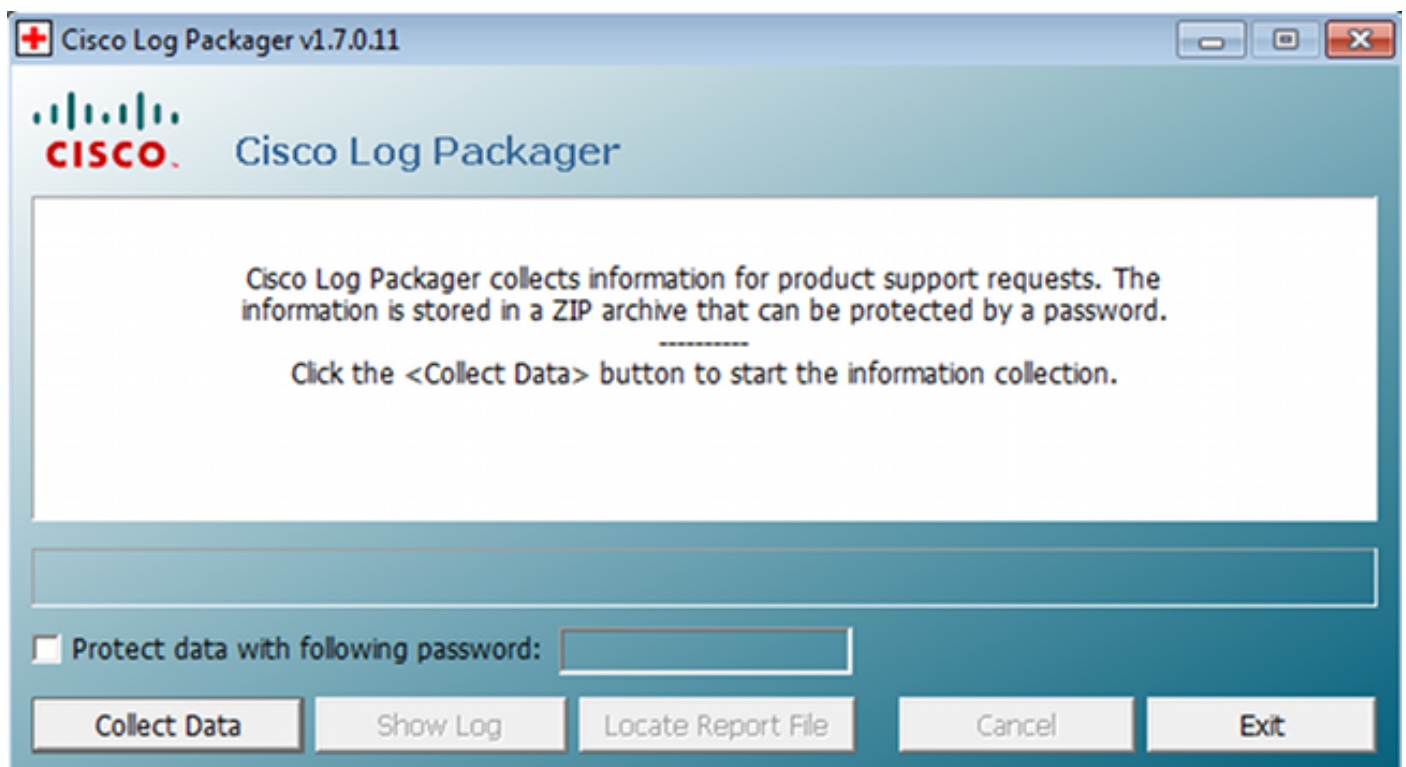 Cisco Log Packager v1.7.0.11
CISCO.
Cisco Log Packager
Cisco Log Packager collects information for product support requests. The
information is stored in a ZIP archive that can be protected by a password.
----------
Click the <Collect Data> button to start the information collection.
Protect data with following password:
Collect Data
Show Log
Locate Report File
Cancel
Exit